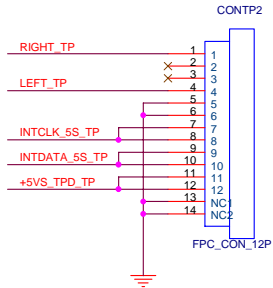 CONTP2
RIGHT_TP 1 1
2 2
3 3
LEFT_TP 4 4
5 5
6 6
7 7
INTCLK_5S_TP 8 8
9 9
INTDATA_5S_TP 10 10
11 11
+5VS_TPD_TP 12 12
13 NC1
14 NC2
FPC_CON_12P